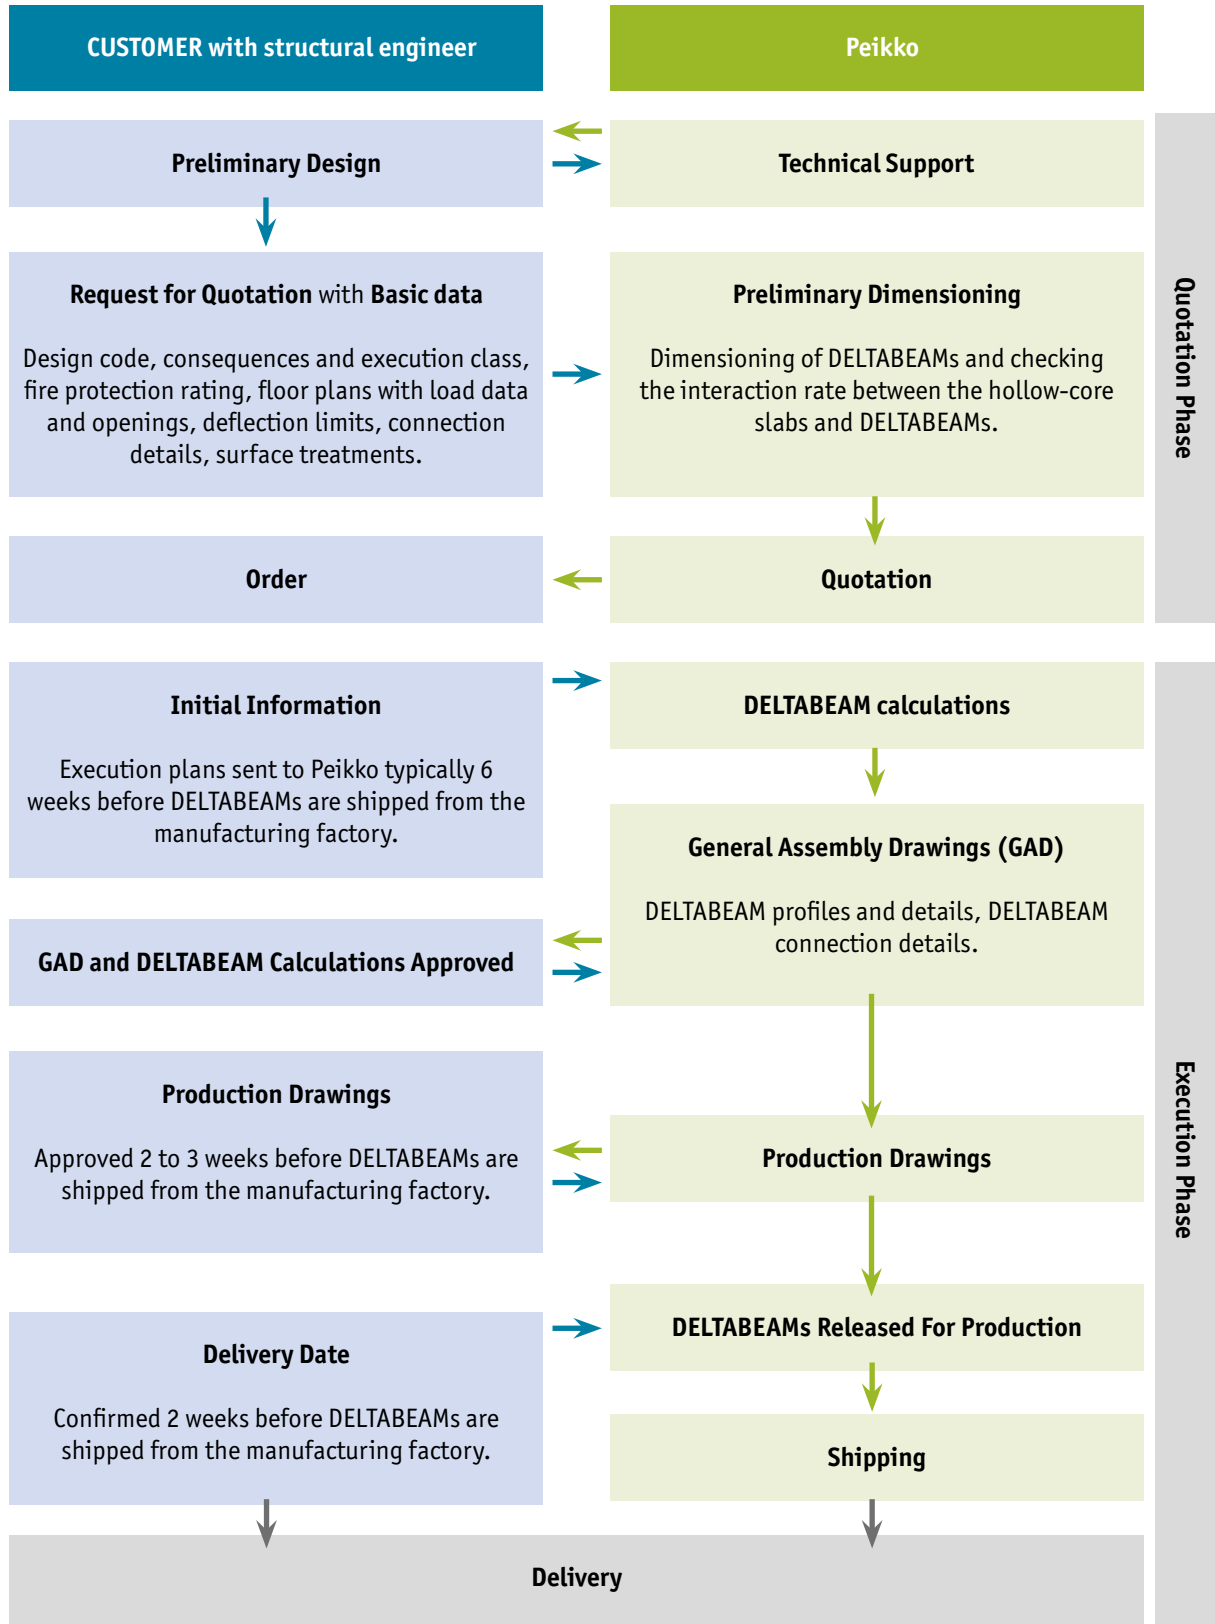 CUSTOMER with structural engineer
Peikko
Preliminary Design
Technical Support
Request for Quotation with Basic data
Design code, consequences and execution class,
fire protection rating, floor plans with load data
and openings, deflection limits, connection
details, surface treatments.
Preliminary Dimensioning
Dimensioning of DELTABEAMs and checking
the interaction rate between the hollow-core
slabs and DELTABEAMs.
Order
Quotation
Quotation Phase
Initial Information
Execution plans sent to Peikko typically 6
weeks before DELTABEAMs are shipped from the
manufacturing factory.
DELTABEAM calculations
General Assembly Drawings (GAD)
DELTABEAM profiles and details, DELTABEAM
connection details.
GAD and DELTABEAM Calculations Approved
Production Drawings
Approved 2 to 3 weeks before DELTABEAMs are
shipped from the manufacturing factory.
Production Drawings
DELTABEAMs Released For Production
Delivery Date
Confirmed 2 weeks before DELTABEAMs are
shipped from the manufacturing factory.
Shipping
Execution Phase
Delivery